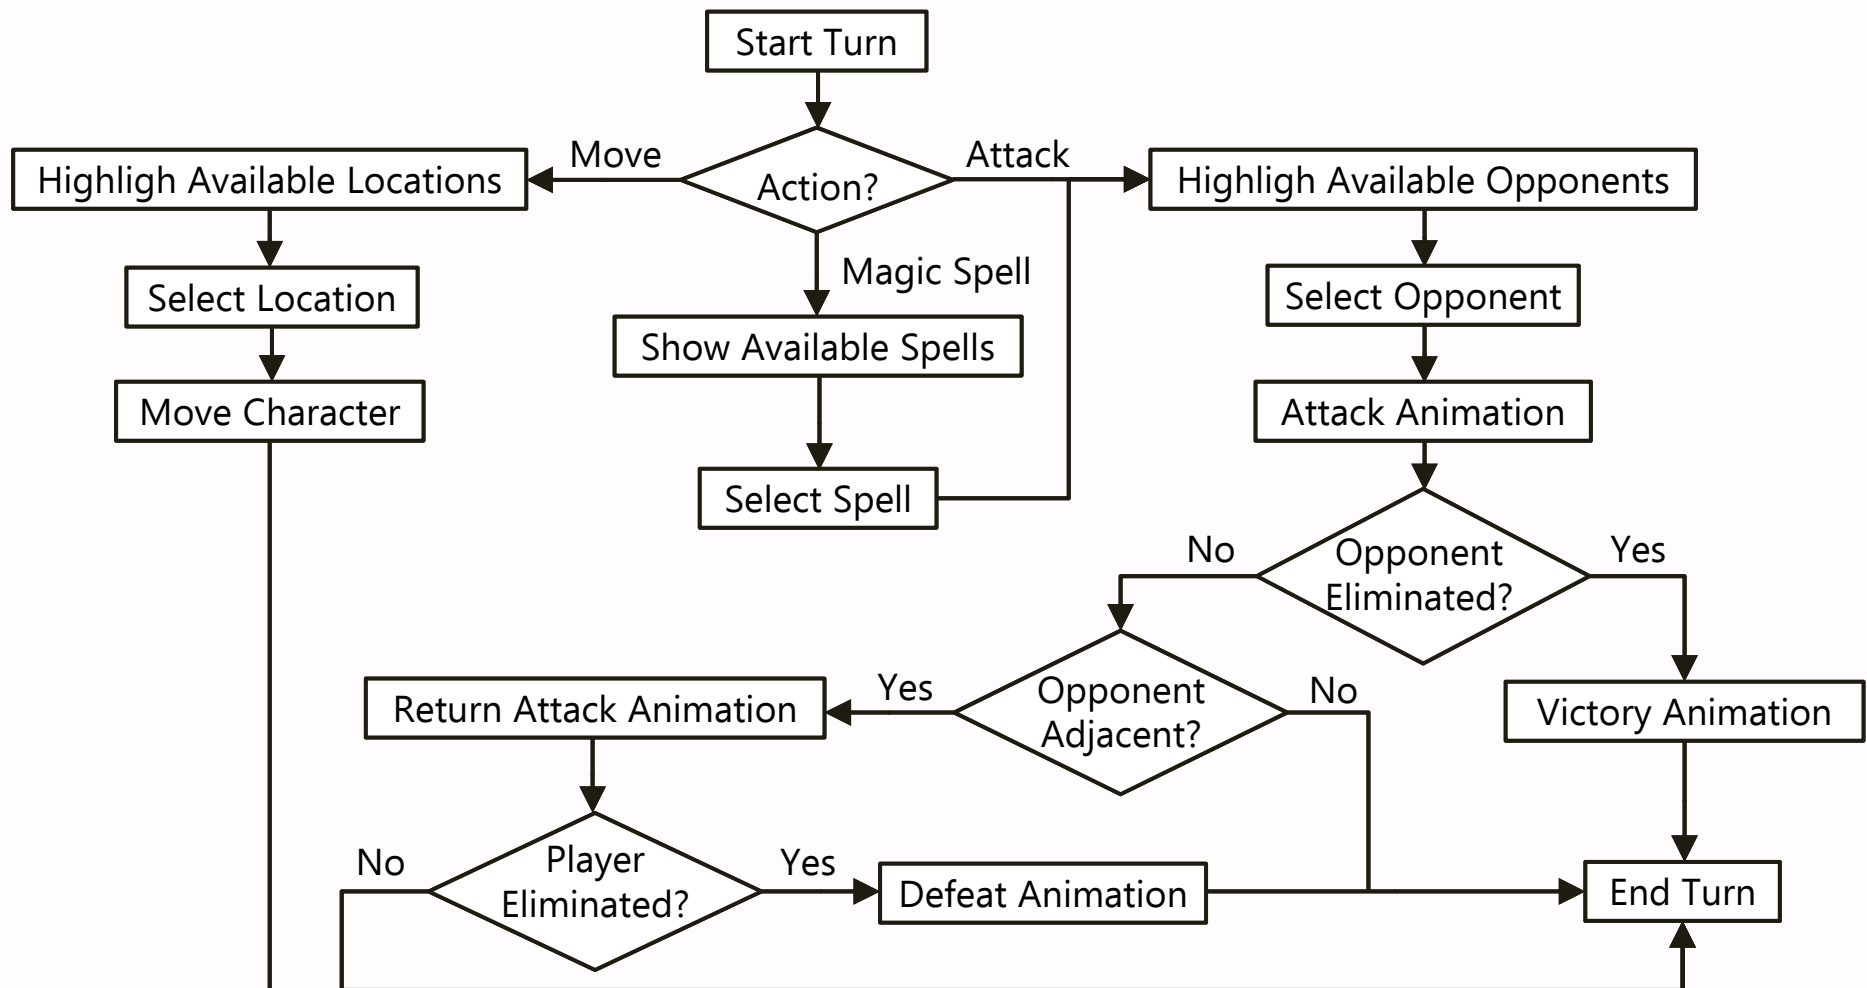 Start Turn
Move
Attack
Highligh Available Locations
Action?
Highligh Available Opponents
Magic Spell
Select Location
Select Opponent
Show Available Spells
Move Character
Attack Animation
Select Spell
No
Opponent
Eliminated?
Yes
Return Attack Animation
Yes
Opponent
Adjacent?
No
Victory Animation
No
Player
Eliminated?
Yes
Defeat Animation
End Turn